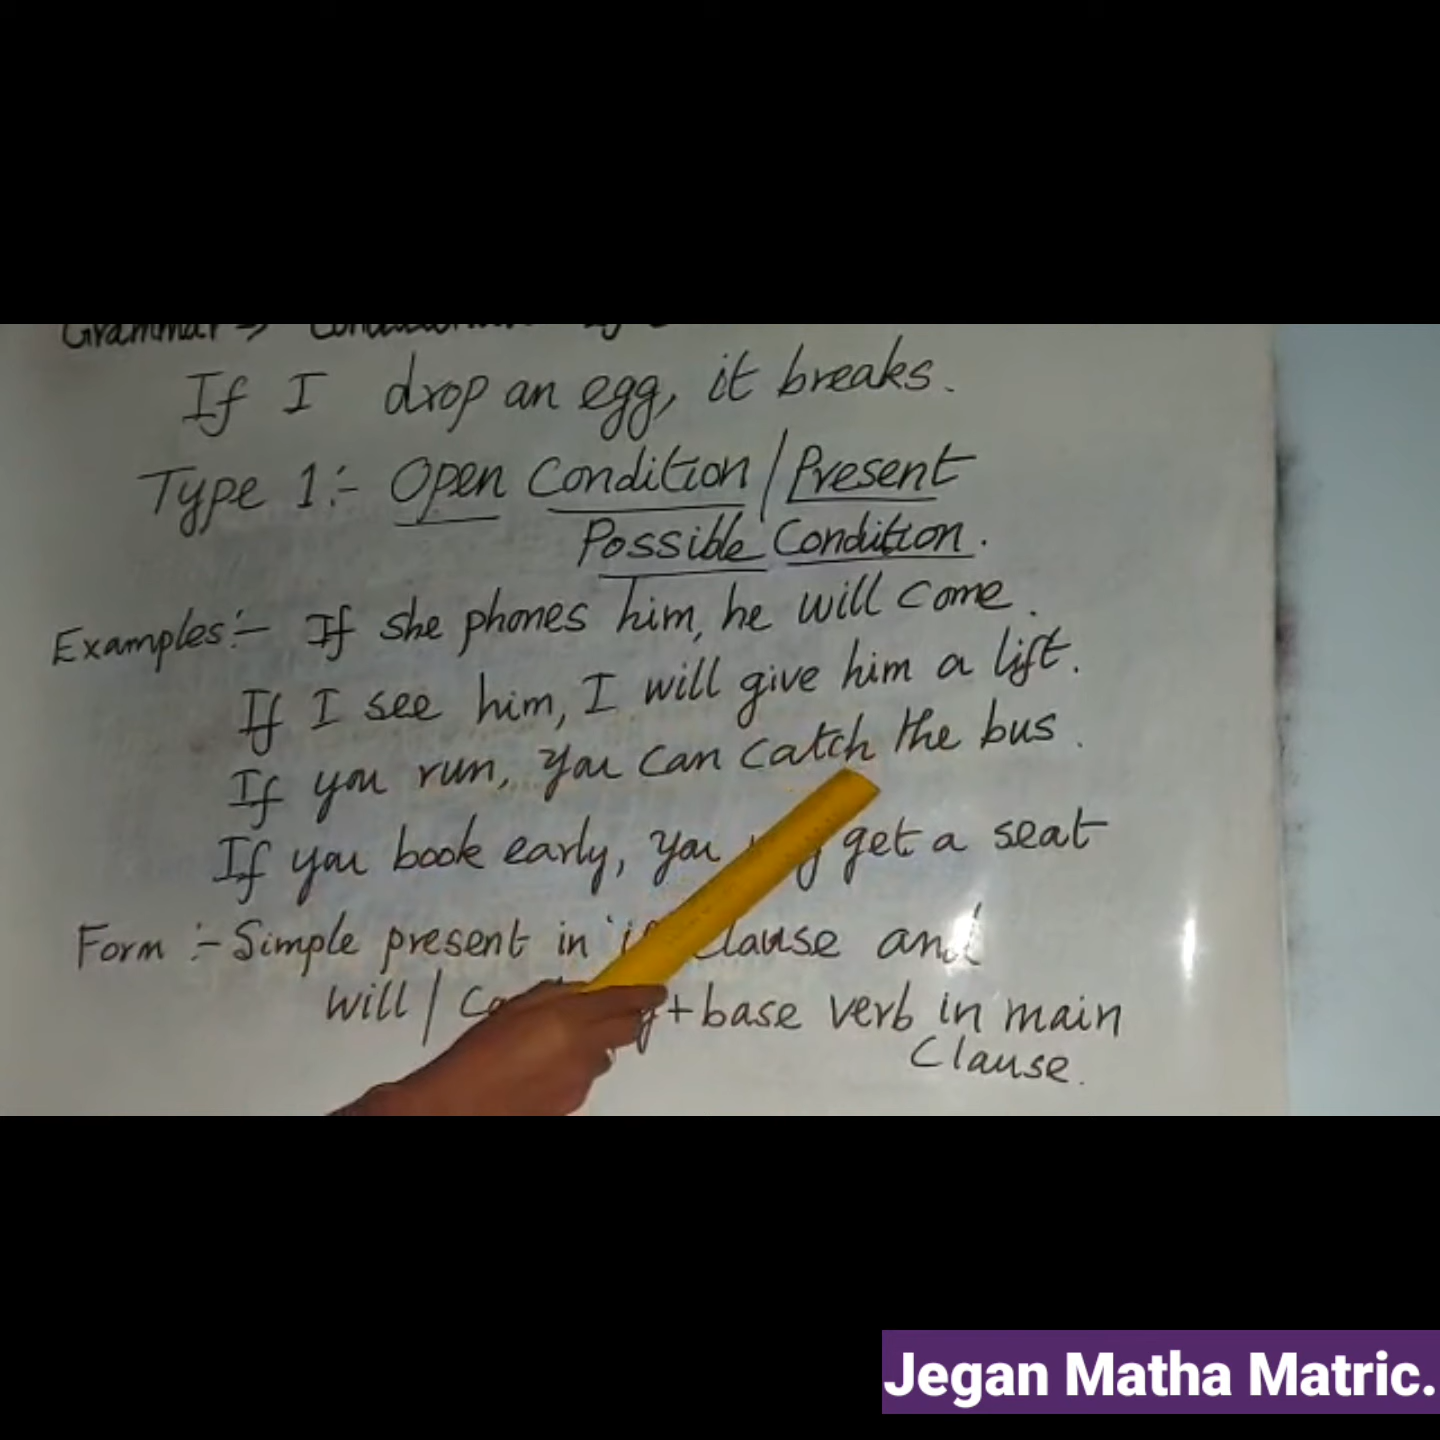 Grammar →
If I drop an egg, it breaks.
Type 1:- Open Condition / Present
Possible Condition.
Examples:- If she phones him, he will come.
If I see him, I will give him a lift.
If you run, you can catch the bus.
If you book early, you get a seat
Form :- Simple present in clause and
will / + base verb in main
Clause.
Jegan Matha Matric.